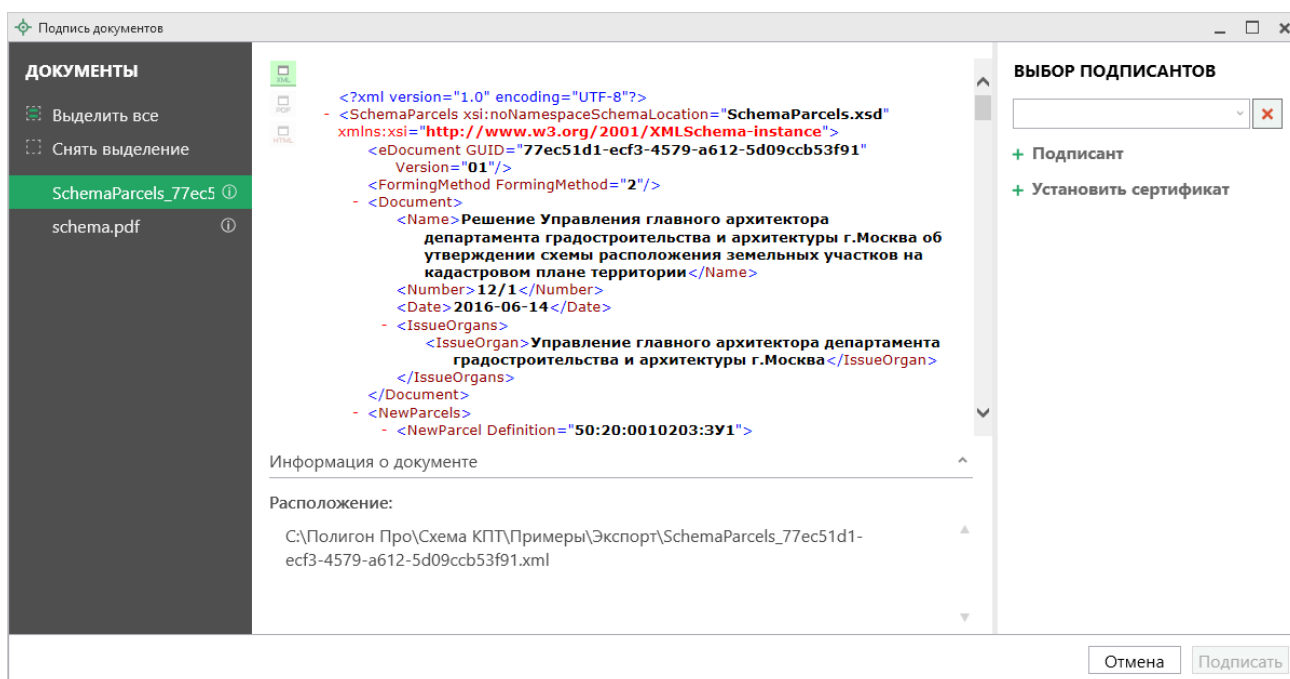 Подпись документов
ДОКУМЕНТЫ
Выделить все
Снять выделение
SchemaParcels_77ec5
schema.pdf
XML
PDF
HTML
<?xml version="1.0" encoding="UTF-8"?>
- <SchemaParcels xsi:noNamespaceSchemaLocation="SchemaParcels.xsd"
xmlns:xsi="http://www.w3.org/2001/XMLSchema-instance">
<eDocument GUID="77ec51d1-ecf3-4579-a612-5d09ccb53f91"
Version="01"/>
<FormingMethod FormingMethod="2"/>
- <Document>
<Name>Решение Управления главного архитектора
департамента градостроительства и архитектуры г.Москва об
утверждении схемы расположения земельных участков на
кадастровом плане территории</Name>
<Number>12/1</Number>
<Date>2016-06-14</Date>
- <IssueOrgans>
<IssueOrgan>Управление главного архитектора департамента
градостроительства и архитектуры г.Москва</IssueOrgan>
</IssueOrgans>
</Document>
- <NewParcels>
- <NewParcel Definition="50:20:0010203:ЗУ1">
Информация о документе
Расположение:
C:\Полигон Про\Схема КПТ\Примеры\Экспорт\SchemaParcels_77ec51d1-
ecf3-4579-a612-5d09ccb53f91.xml
ВЫБОР ПОДПИСАНТОВ
+ Подписант
+ Установить сертификат
Отмена
Подписать